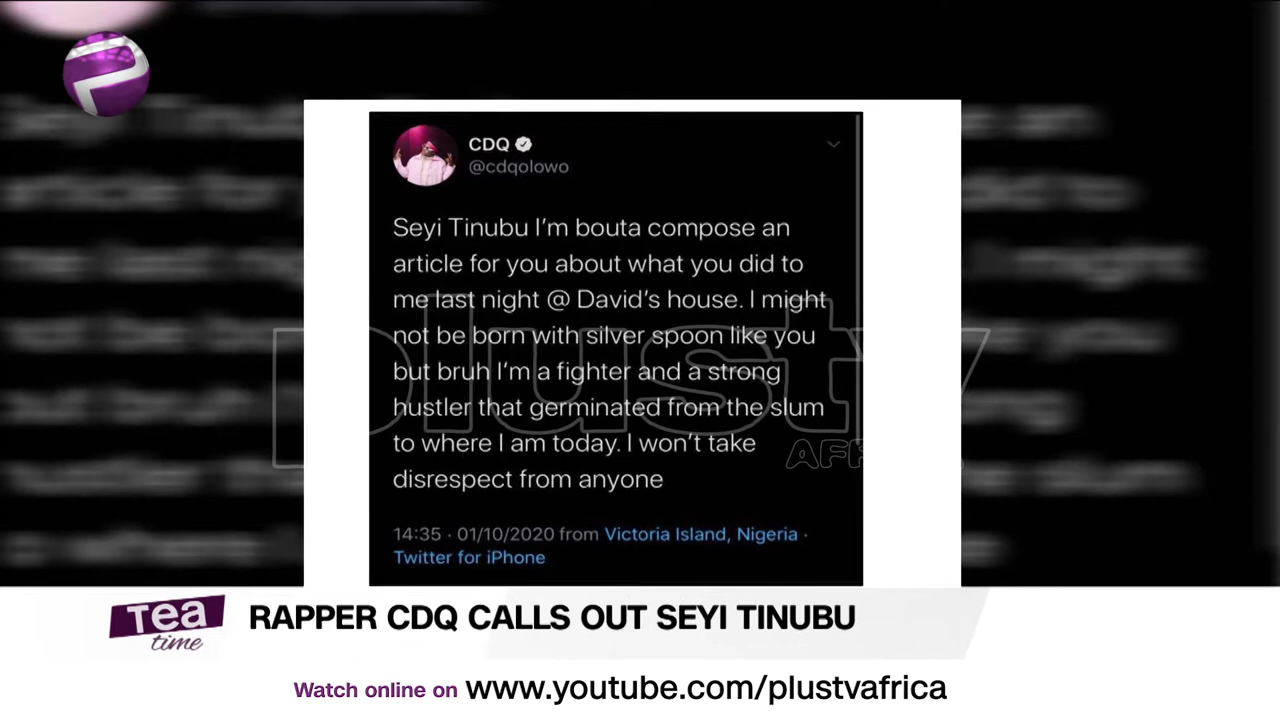 CDQ
@cdqolowo
Seyi Tinubu I'm bouta compose an
article for you about what you did to
me last night @ David's house. I might
not be born with silver spoon like you
but bruh I'm a fighter and a strong
hustler that germinated from the slum
to where I am today. I won't take
disrespect from anyone
14:35 · 01/10/2020 from Victoria Island, Nigeria ·
Twitter for iPhone
plustv
AFR
Tea
time
RAPPER CDQ CALLS OUT SEYI TINUBU
Watch online on www.youtube.com/plustvafrica